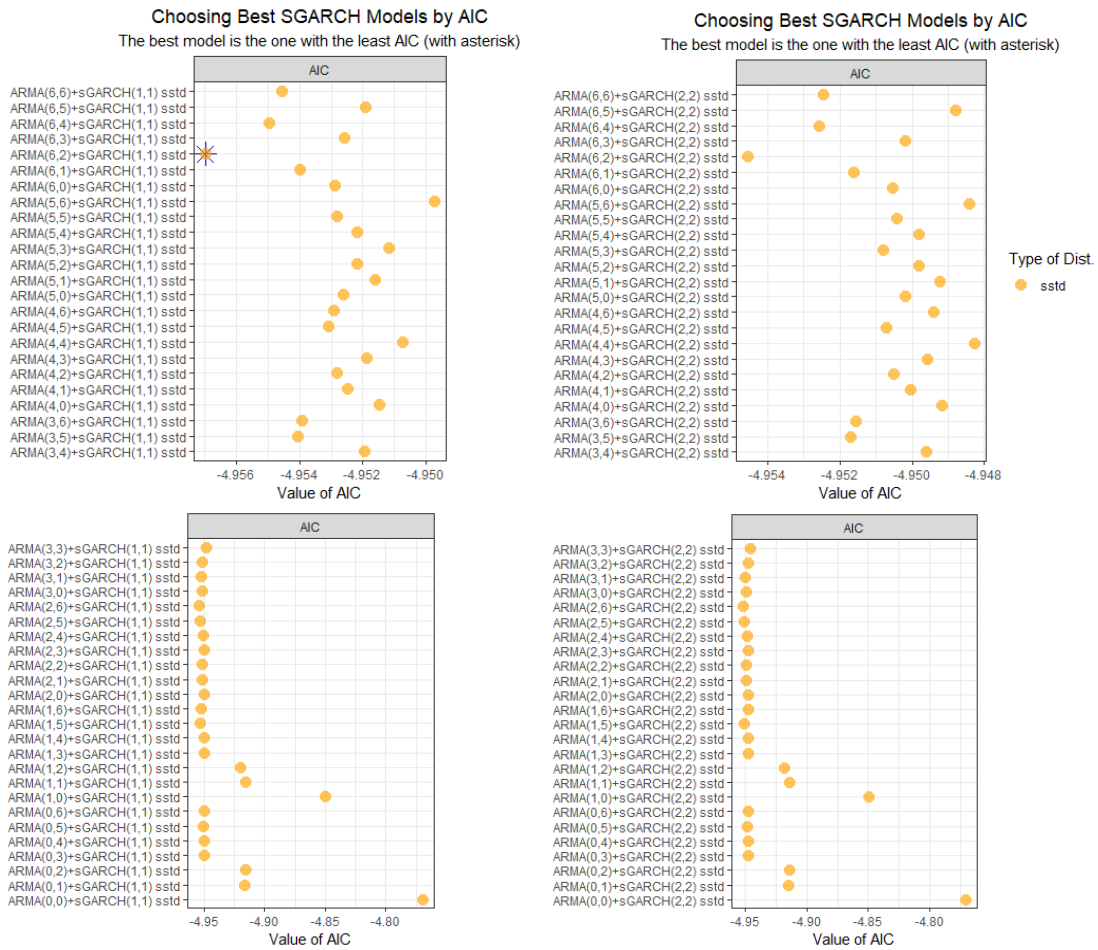 Choosing Best SGARCH Models by AIC
The best model is the one with the least AIC (with asterisk)
AIC
ARMA(6,6)+sGARCH(1,1) sstd
ARMA(6,5)+sGARCH(1,1) sstd
ARMA(6,4)+sGARCH(1,1) sstd
ARMA(6,3)+sGARCH(1,1) sstd
ARMA(6,2)+sGARCH(1,1) sstd
ARMA(6,1)+sGARCH(1,1) sstd
ARMA(6,0)+sGARCH(1,1) sstd
ARMA(5,6)+sGARCH(1,1) sstd
ARMA(5,5)+sGARCH(1,1) sstd
ARMA(5,4)+sGARCH(1,1) sstd
ARMA(5,3)+sGARCH(1,1) sstd
ARMA(5,2)+sGARCH(1,1) sstd
ARMA(5,1)+sGARCH(1,1) sstd
ARMA(5,0)+sGARCH(1,1) sstd
ARMA(4,6)+sGARCH(1,1) sstd
ARMA(4,5)+sGARCH(1,1) sstd
ARMA(4,4)+sGARCH(1,1) sstd
ARMA(4,3)+sGARCH(1,1) sstd
ARMA(4,2)+sGARCH(1,1) sstd
ARMA(4,1)+sGARCH(1,1) sstd
ARMA(4,0)+sGARCH(1,1) sstd
ARMA(3,6)+sGARCH(1,1) sstd
ARMA(3,5)+sGARCH(1,1) sstd
ARMA(3,4)+sGARCH(1,1) sstd
-4.956 -4.954 -4.952 -4.950
Value of AIC
Choosing Best SGARCH Models by AIC
The best model is the one with the least AIC (with asterisk)
AIC
ARMA(6,6)+sGARCH(2,2) sstd
ARMA(6,5)+sGARCH(2,2) sstd
ARMA(6,4)+sGARCH(2,2) sstd
ARMA(6,3)+sGARCH(2,2) sstd
ARMA(6,2)+sGARCH(2,2) sstd
ARMA(6,1)+sGARCH(2,2) sstd
ARMA(6,0)+sGARCH(2,2) sstd
ARMA(5,6)+sGARCH(2,2) sstd
ARMA(5,5)+sGARCH(2,2) sstd
ARMA(5,4)+sGARCH(2,2) sstd
ARMA(5,3)+sGARCH(2,2) sstd
ARMA(5,2)+sGARCH(2,2) sstd
ARMA(5,1)+sGARCH(2,2) sstd
ARMA(5,0)+sGARCH(2,2) sstd
ARMA(4,6)+sGARCH(2,2) sstd
ARMA(4,5)+sGARCH(2,2) sstd
ARMA(4,4)+sGARCH(2,2) sstd
ARMA(4,3)+sGARCH(2,2) sstd
ARMA(4,2)+sGARCH(2,2) sstd
ARMA(4,1)+sGARCH(2,2) sstd
ARMA(4,0)+sGARCH(2,2) sstd
ARMA(3,6)+sGARCH(2,2) sstd
ARMA(3,5)+sGARCH(2,2) sstd
ARMA(3,4)+sGARCH(2,2) sstd
-4.954 -4.952 -4.950 -4.948
Value of AIC
Type of Dist.
sstd
AIC
ARMA(3,3)+sGARCH(1,1) sstd
ARMA(3,2)+sGARCH(1,1) sstd
ARMA(3,1)+sGARCH(1,1) sstd
ARMA(3,0)+sGARCH(1,1) sstd
ARMA(2,6)+sGARCH(1,1) sstd
ARMA(2,5)+sGARCH(1,1) sstd
ARMA(2,4)+sGARCH(1,1) sstd
ARMA(2,3)+sGARCH(1,1) sstd
ARMA(2,2)+sGARCH(1,1) sstd
ARMA(2,1)+sGARCH(1,1) sstd
ARMA(2,0)+sGARCH(1,1) sstd
ARMA(1,6)+sGARCH(1,1) sstd
ARMA(1,5)+sGARCH(1,1) sstd
ARMA(1,4)+sGARCH(1,1) sstd
ARMA(1,3)+sGARCH(1,1) sstd
ARMA(1,2)+sGARCH(1,1) sstd
ARMA(1,1)+sGARCH(1,1) sstd
ARMA(1,0)+sGARCH(1,1) sstd
ARMA(0,6)+sGARCH(1,1) sstd
ARMA(0,5)+sGARCH(1,1) sstd
ARMA(0,4)+sGARCH(1,1) sstd
ARMA(0,3)+sGARCH(1,1) sstd
ARMA(0,2)+sGARCH(1,1) sstd
ARMA(0,1)+sGARCH(1,1) sstd
ARMA(0,0)+sGARCH(1,1) sstd
-4.95 -4.90 -4.85 -4.80
Value of AIC
AIC
ARMA(3,3)+sGARCH(2,2) sstd
ARMA(3,2)+sGARCH(2,2) sstd
ARMA(3,1)+sGARCH(2,2) sstd
ARMA(3,0)+sGARCH(2,2) sstd
ARMA(2,6)+sGARCH(2,2) sstd
ARMA(2,5)+sGARCH(2,2) sstd
ARMA(2,4)+sGARCH(2,2) sstd
ARMA(2,3)+sGARCH(2,2) sstd
ARMA(2,2)+sGARCH(2,2) sstd
ARMA(2,1)+sGARCH(2,2) sstd
ARMA(2,0)+sGARCH(2,2) sstd
ARMA(1,6)+sGARCH(2,2) sstd
ARMA(1,5)+sGARCH(2,2) sstd
ARMA(1,4)+sGARCH(2,2) sstd
ARMA(1,3)+sGARCH(2,2) sstd
ARMA(1,2)+sGARCH(2,2) sstd
ARMA(1,1)+sGARCH(2,2) sstd
ARMA(1,0)+sGARCH(2,2) sstd
ARMA(0,6)+sGARCH(2,2) sstd
ARMA(0,5)+sGARCH(2,2) sstd
ARMA(0,4)+sGARCH(2,2) sstd
ARMA(0,3)+sGARCH(2,2) sstd
ARMA(0,2)+sGARCH(2,2) sstd
ARMA(0,1)+sGARCH(2,2) sstd
ARMA(0,0)+sGARCH(2,2) sstd
-4.95 -4.90 -4.85 -4.80
Value of AIC